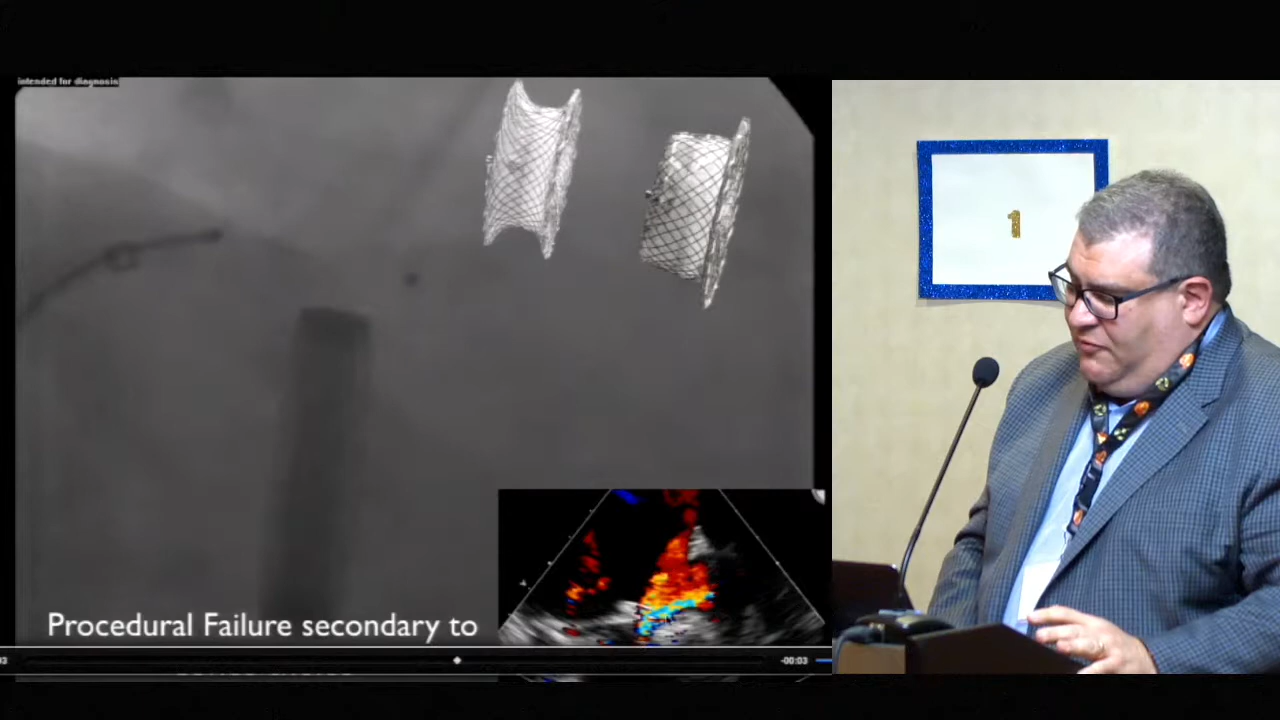 intended for diagnosis
1
Procedural Failure secondary to
-00:03